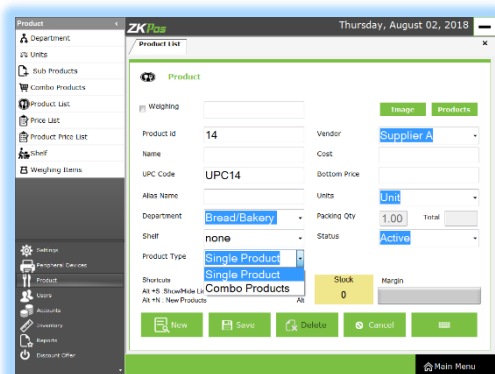 Product
Department
Units
Sub Products
Combo Products
Product List
Price List
Product Price List
Shelf
Weighing Items
Settings
Peripheral Devices
Product
Users
Accounts
Inventory
Reports
Discount Offer
ZKPos
Thursday, August 02, 2018
Product List
x
Product
Weighing
Image
Products
Product Id
14
Vendor
Supplier A
Name
Cost
UPC Code
UPC14
Bottom Price
Alias Name
Units
Unit
Department
Bread/Bakery
Packing Qty
1.00
Total
Shelf
none
Status
Active
Product Type
Single Product
Single Product
Combo Products
Shortcuts
Alt +S :Show/Hide Li
Alt +N : New Products
Alt
Stock
0
Margin
New
Save
Delete
Cancel
Main Menu